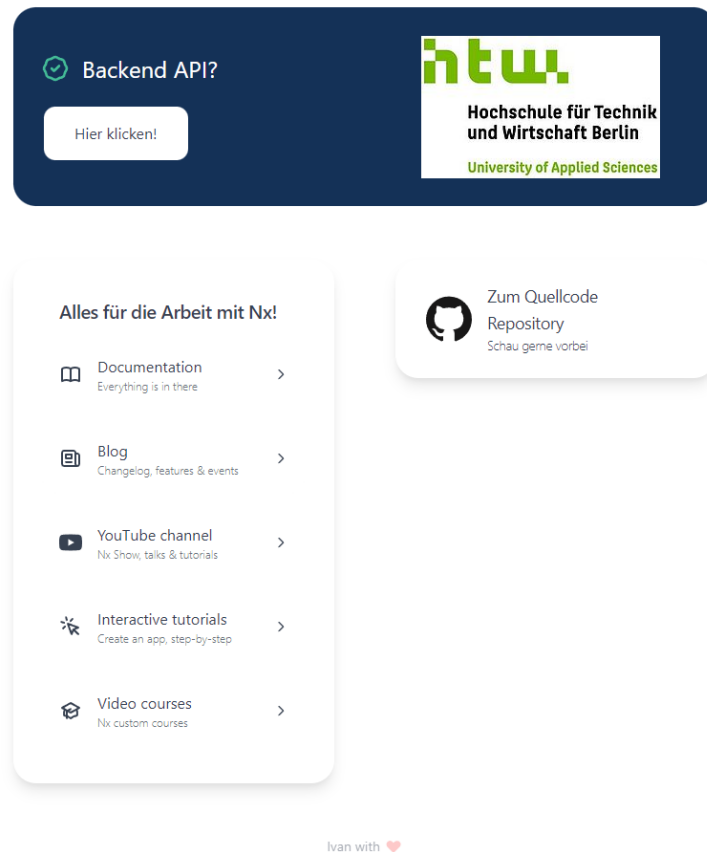 Backend API?
Hier klicken!
htw.
Hochschule für Technik
und Wirtschaft Berlin
University of Applied Sciences
Alles für die Arbeit mit Nx!
Documentation
Everything is in there
Blog
Changelog, features & events
YouTube channel
Nx Show, talks & tutorials
Interactive tutorials
Create an app, step-by-step
Video courses
Nx custom courses
Zum Quellcode
Repository
Schau gerne vorbei
Ivan with